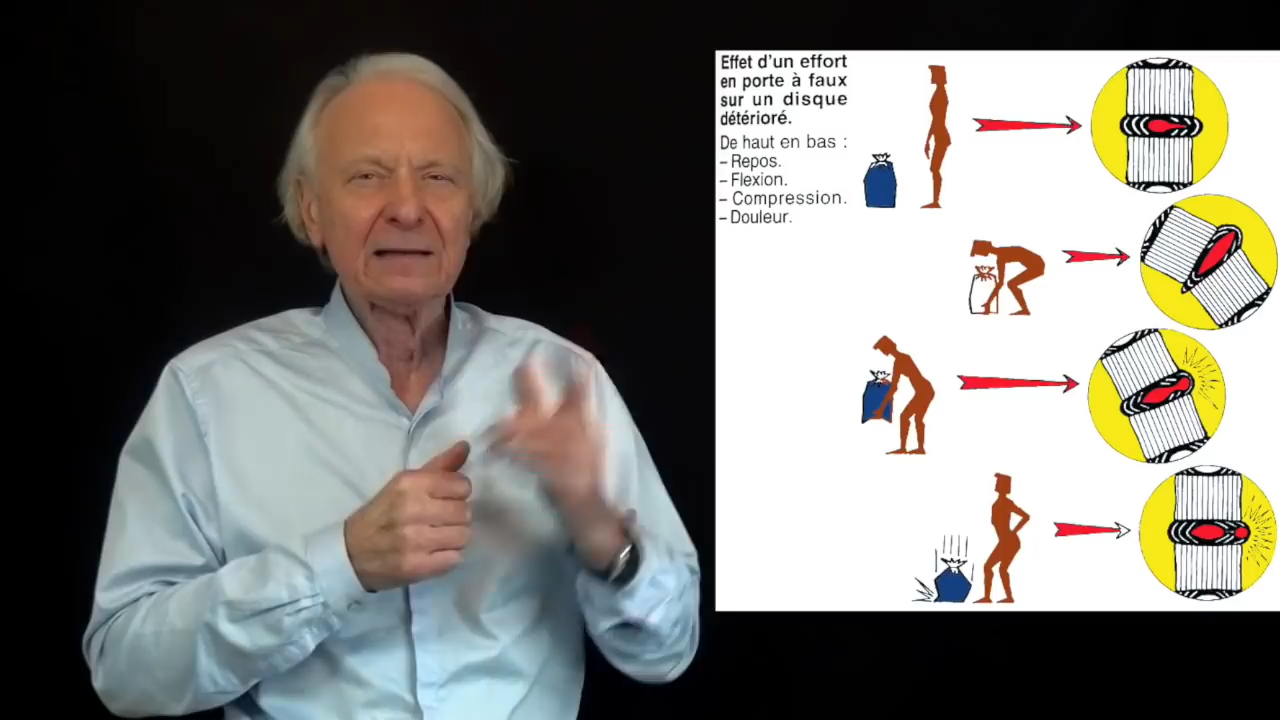 Effet d'un effort
en porte à faux
sur un disque
détérioré.
De haut en bas :
– Repos.
– Flexion.
– Compression.
– Douleur.